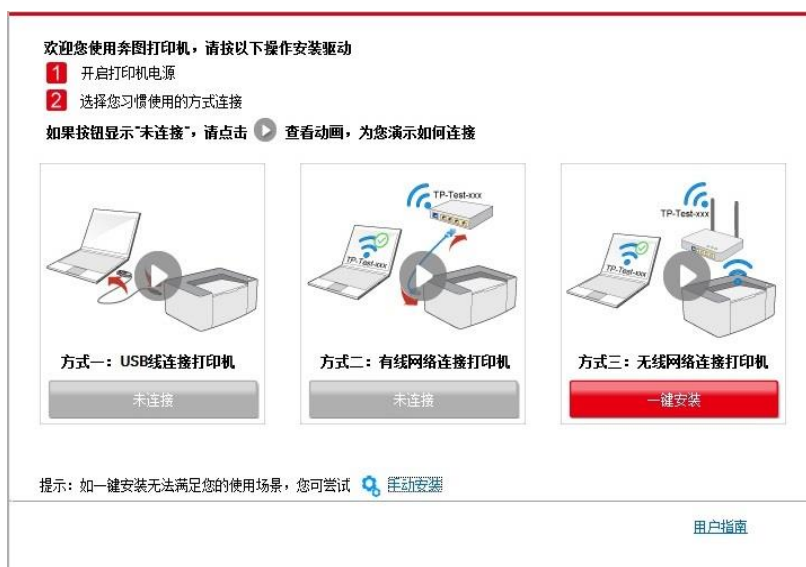 欢迎您使用奔图打印机，请按以下操作安装驱动
1 开启打印机电源
2 选择您习惯使用的方式连接
如果按钮显示"未连接"，请点击 查看动画，为您演示如何连接
TP-Test-xxx
TP-Test-xxx
TP-Test-xxx
TP-Test-xxx
TP-Test-xxx
方式一：USB线连接打印机
方式二：有线网络连接打印机
方式三：无线网络连接打印机
未连接
未连接
一键安装
提示：如一键安装无法满足您的使用场景，您可尝试 手动安装
用户指南